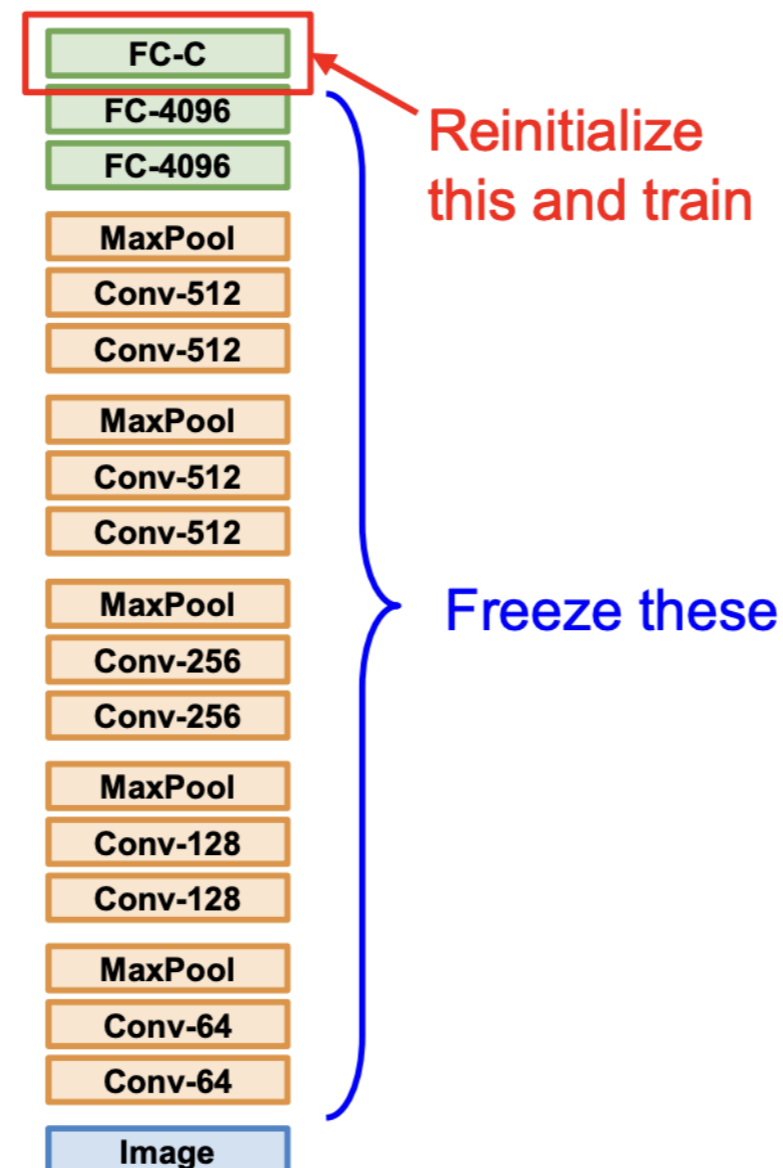 FC-C
FC-4096
FC-4096
MaxPool
Conv-512
Conv-512
MaxPool
Conv-512
Conv-512
MaxPool
Conv-256
Conv-256
MaxPool
Conv-128
Conv-128
MaxPool
Conv-64
Conv-64
Image
Reinitialize
this and train
Freeze these